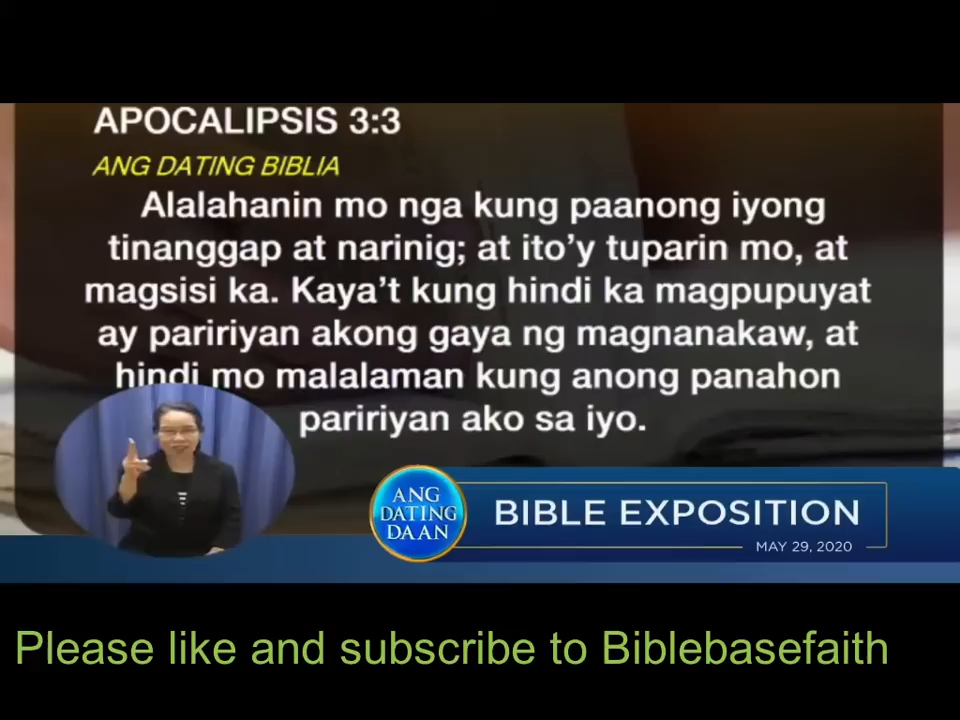 APOCALIPSIS 3:3
ANG DATING BIBLIA
Alalahanin mo nga kung paanong iyong
tinanggap at narinig; at ito'y tuparin mo, at
magsisi ka. Kaya't kung hindi ka magpupuyat
ay paririyan akong gaya ng magnanakaw, at
hindi mo malalaman kung anong panahon
paririyan ako sa iyo.
ANG
DATING
DAAN
BIBLE EXPOSITION
MAY 29, 2020
Please like and subscribe to Biblebasefaith